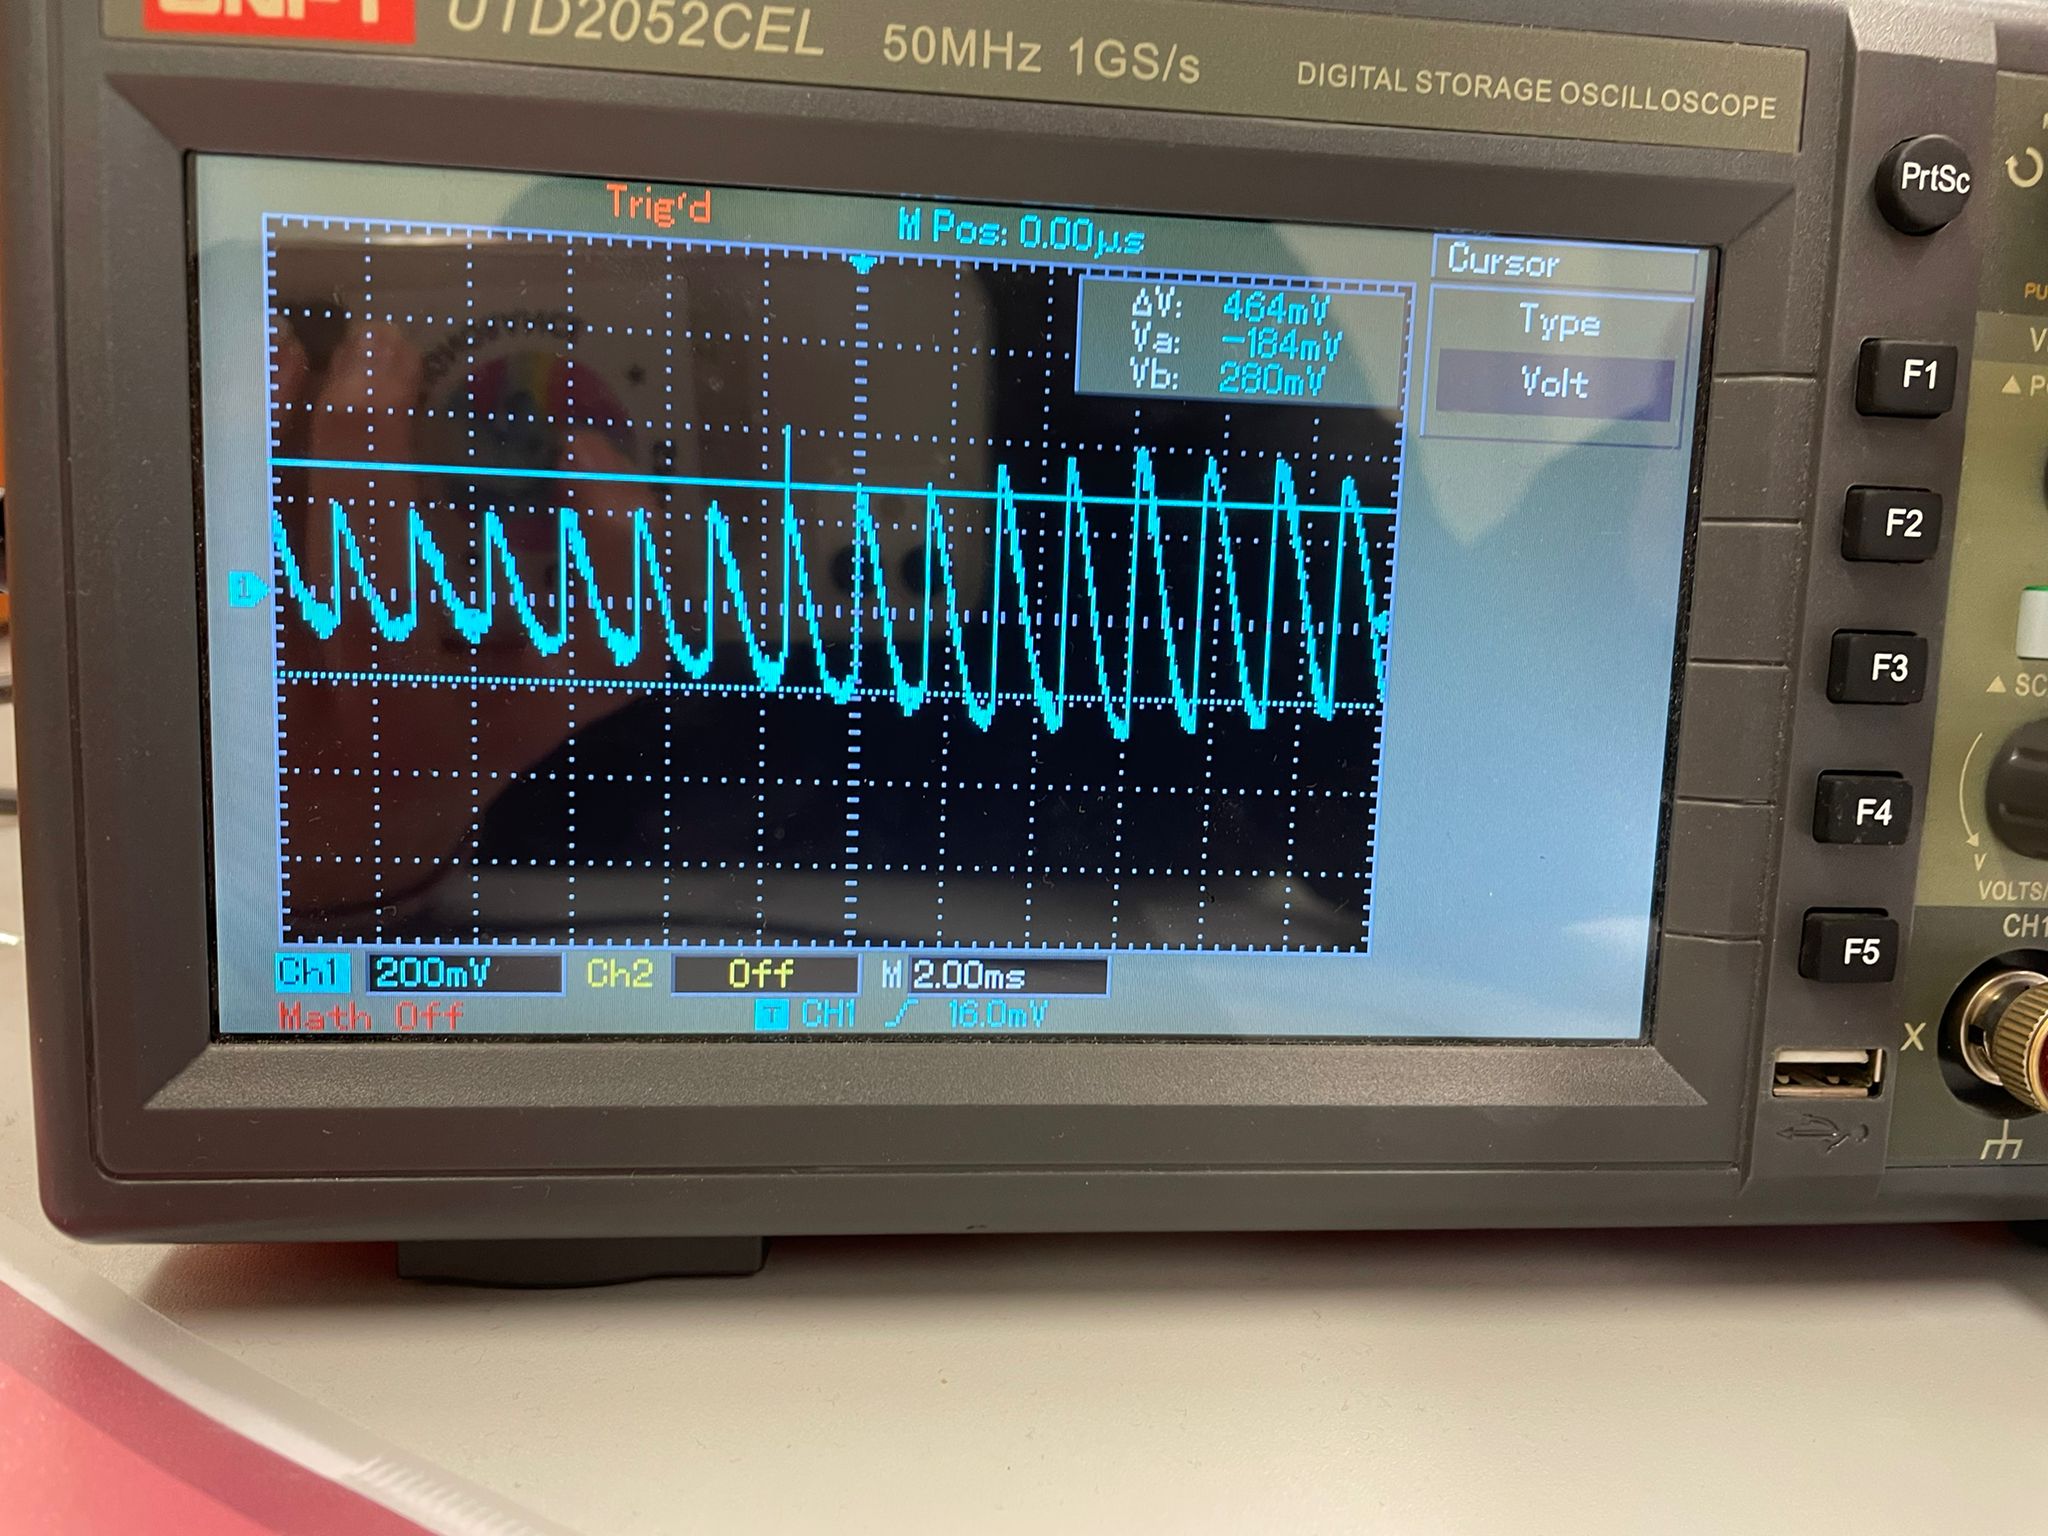 UTD2052CEL 50MHz 1GS/s DIGITAL STORAGE OSCILLOSCOPE
Trig'd M Pos: 0.00µs
Cursor
Type
Volt
ΔV: 464mV
Va: -184mV
Vb: 280mV
1
Ch1 200mV Ch2 Off M 2.00ms
Math Off T CH1 16.0mV
PrtSc
F1
F2
F3
F4
F5
V
VOLTS/
CH1
X